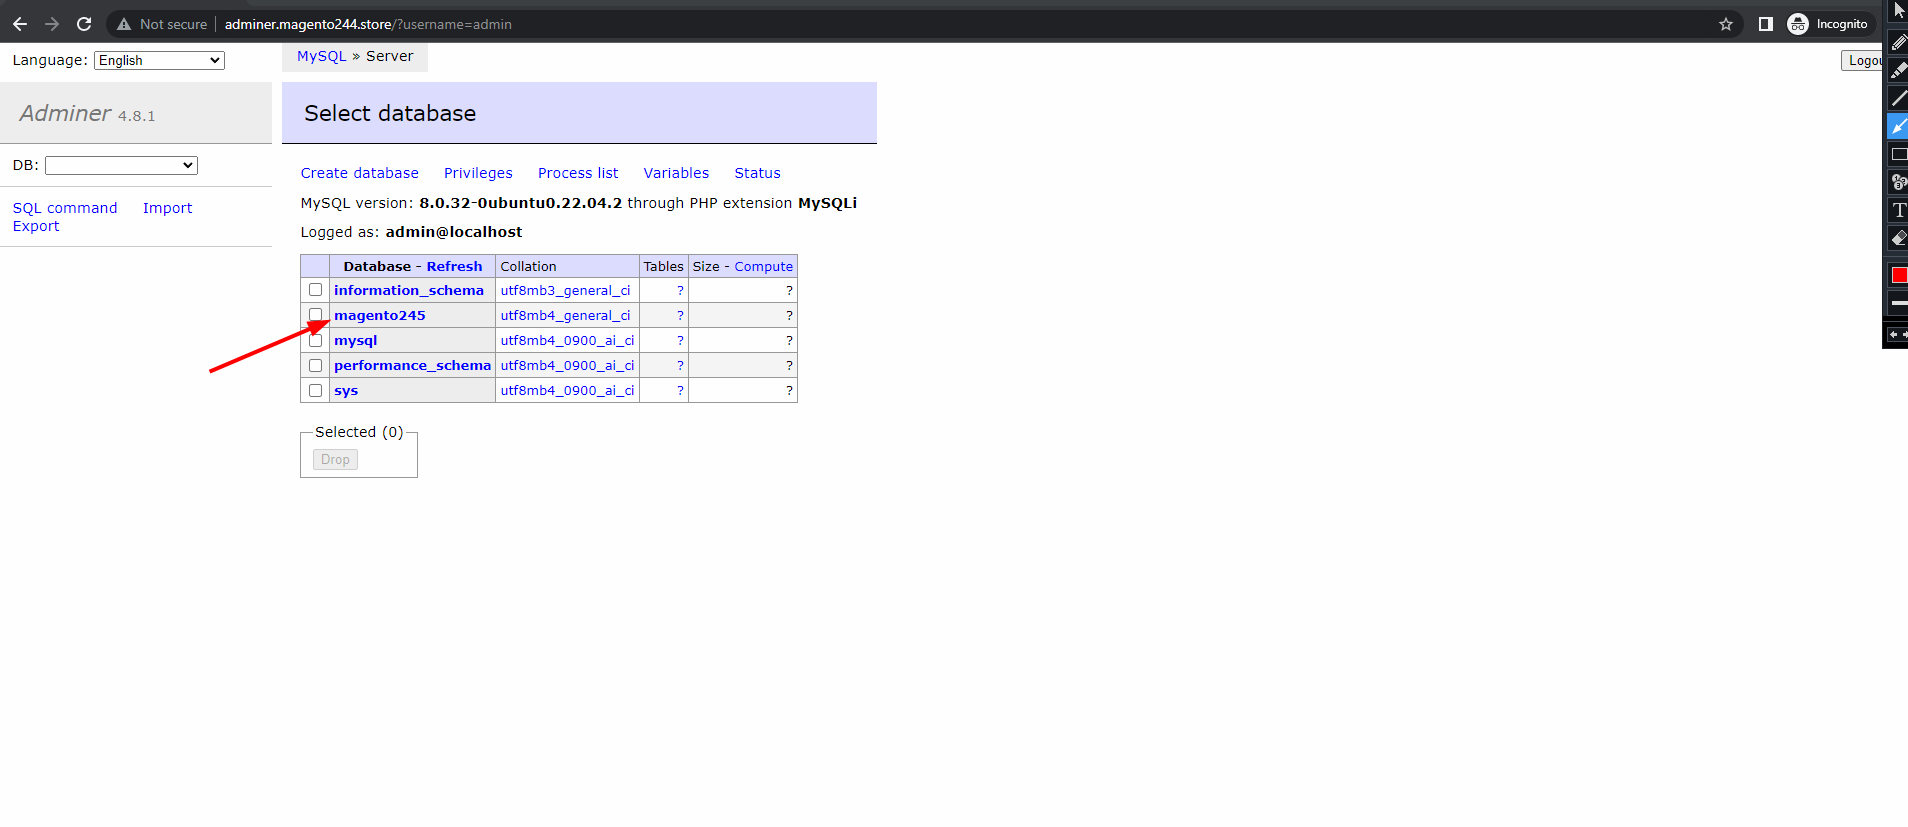 Not secure adminer.magento244.store/?username=admin Incognito
Language: English MySQL » Server
Adminer 4.8.1 Select database
DB:
SQL command Import
Export
Create database Privileges Process list Variables Status
MySQL version: 8.0.32-0ubuntu0.22.04.2 through PHP extension MySQLi
Logged as: admin@localhost
Database - Refresh Collation Tables Size - Compute
information_schema utf8mb3_general_ci ? ?
magento245 utf8mb4_general_ci ? ?
mysql utf8mb4_0900_ai_ci ? ?
performance_schema utf8mb4_0900_ai_ci ? ?
sys utf8mb4_0900_ai_ci ? ?
Selected (0)
Drop
T